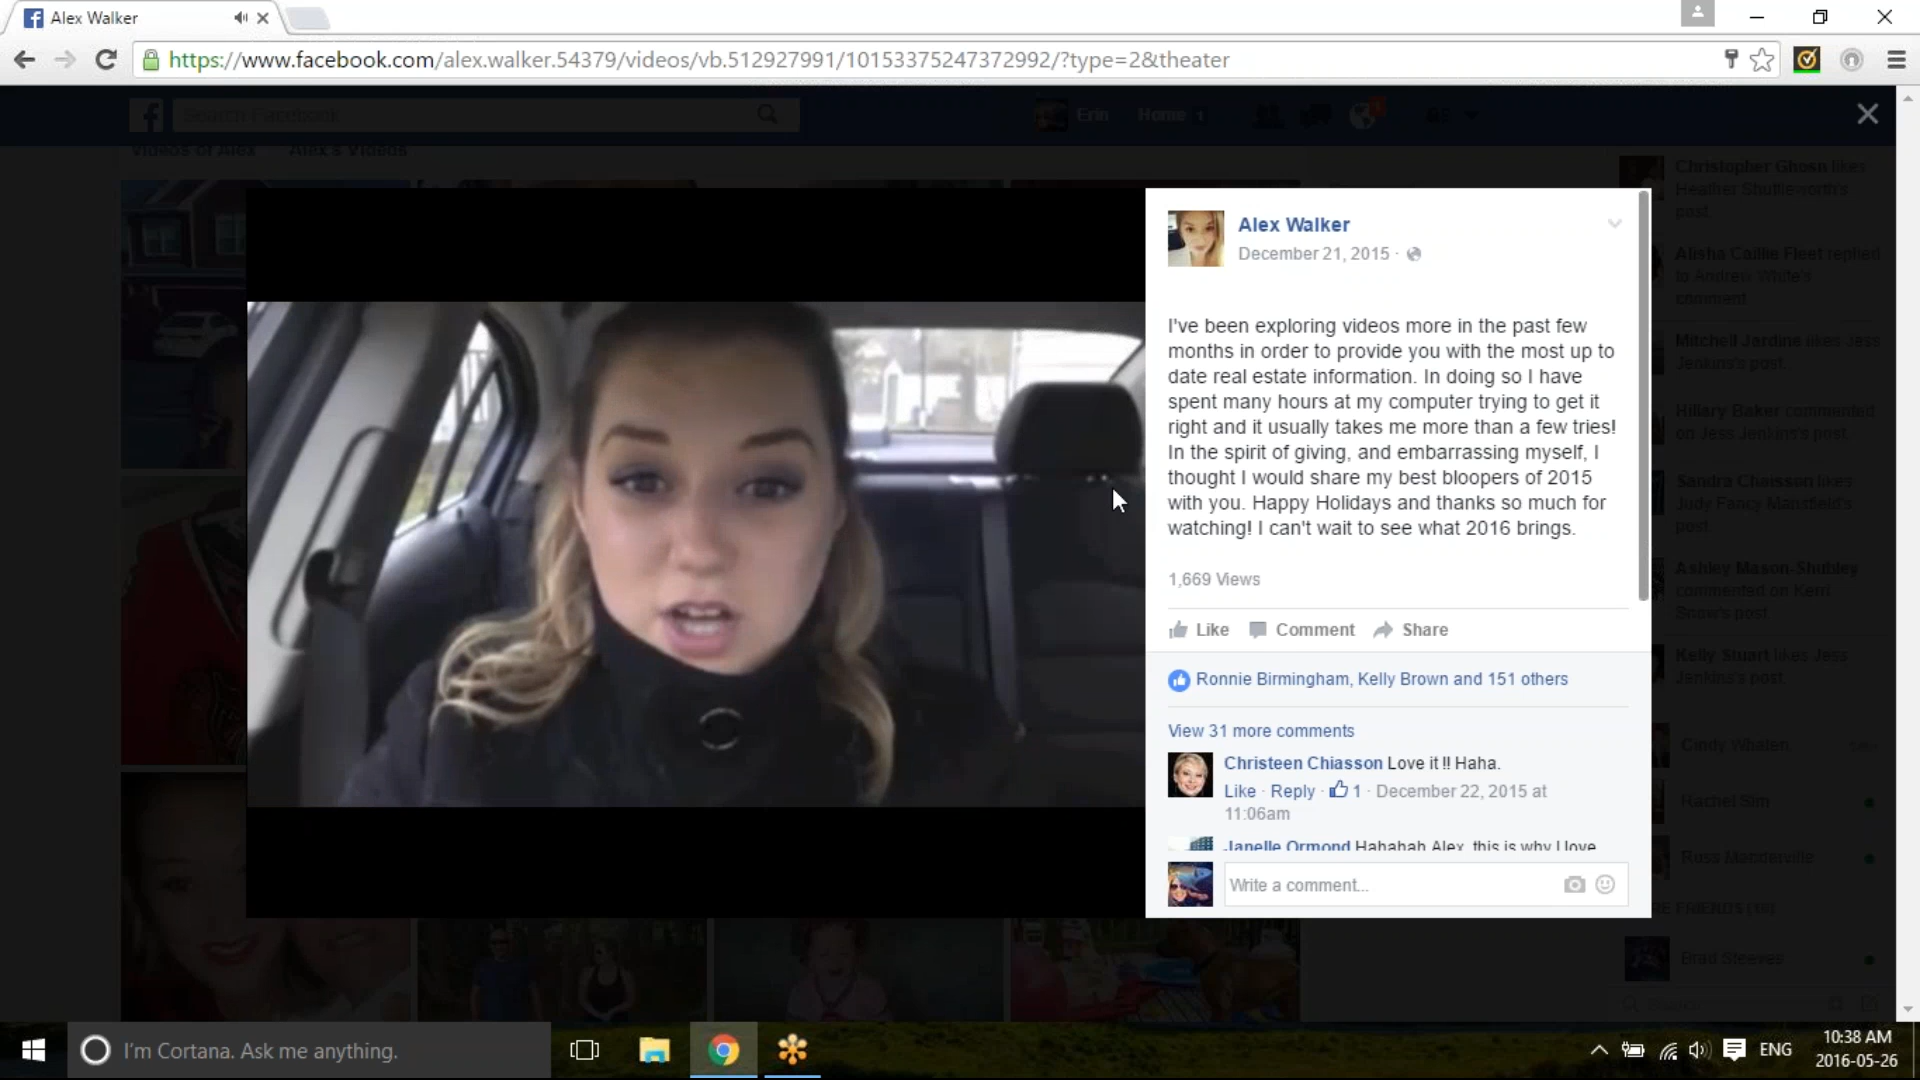 Alex Walker
https://www.facebook.com/alex.walker.54379/videos/vb.512927991/10153375247372992/?type=2&theater
Search Facebook
Erin
Home 1
Videos of Alex
Alex's Videos
Alex Walker
December 21, 2015 ·
I've been exploring videos more in the past few
months in order to provide you with the most up to
date real estate information. In doing so I have
spent many hours at my computer trying to get it
right and it usually takes me more than a few tries!
In the spirit of giving, and embarrassing myself, I
thought I would share my best bloopers of 2015
with you. Happy Holidays and thanks so much for
watching! I can't wait to see what 2016 brings.
1,669 Views
Like Comment Share
Ronnie Birmingham, Kelly Brown and 151 others
View 31 more comments
Christeen Chiasson Love it !! Haha.
Like · Reply · 1 · December 22, 2015 at
11:06am
Janelle Ormond Hahahah Alex, this is why I love
Write a comment...
Christopher Ghosn likes
Heather Shuttleworth's
post.
Alisha Caillie Fleet replied
to Andrew White's
comment.
Mitchell Jardine likes Jess
Jenkins's post.
Hillary Baker commented
on Jess Jenkins's post.
Sandra Chaisson likes
Judy Fancy Mansfield's
post.
Ashley Mason-Shubley
commented on Kerri
Snow's post.
Kelly Stuart likes Jess
Jenkins's post.
Cindy Whalen
Rachel Sim
Russ Manderville
FRIENDS
Brad Steeves
I'm Cortana. Ask me anything.
ENG
10:38 AM
2016-05-26